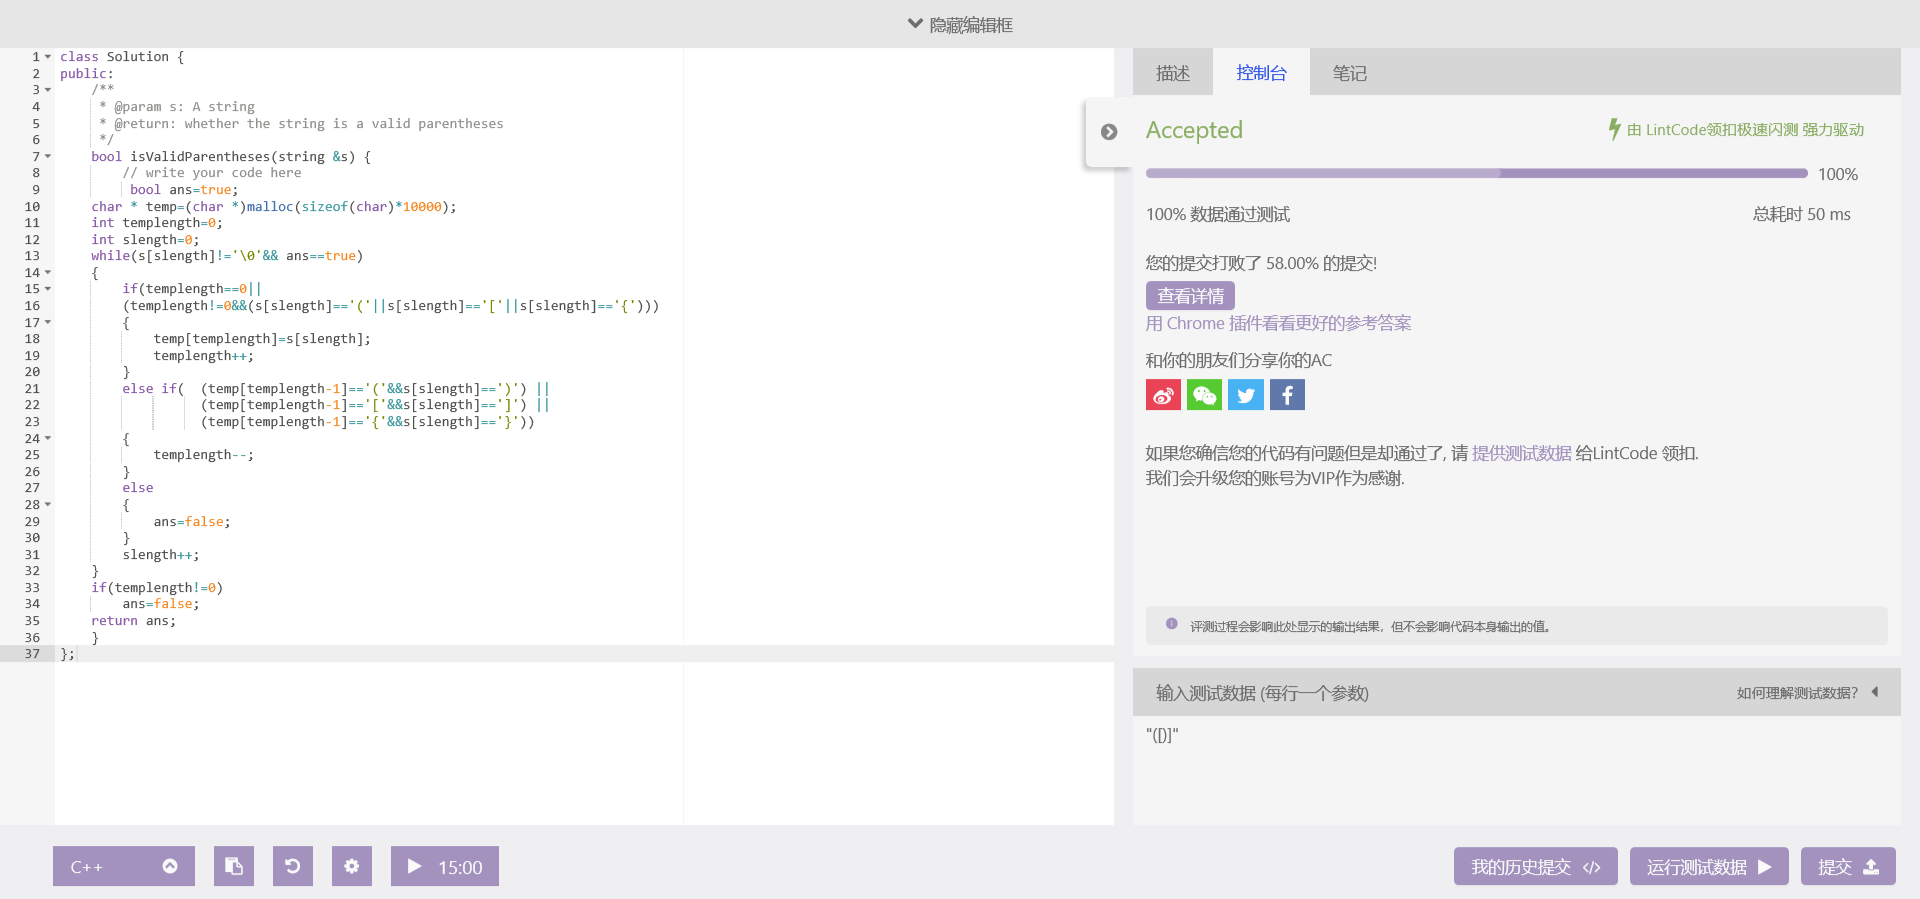 隐藏编辑框
1 class Solution {
2 public:
3     /**
4      * @param s: A string
5      * @return: whether the string is a valid parentheses
6      */
7     bool isValidParentheses(string &s) {
8         // write your code here
9          bool ans=true;
10     char * temp=(char *)malloc(sizeof(char)*10000);
11     int templength=0;
12     int slength=0;
13     while(s[slength]!='\0'&& ans==true)
14     {
15         if(templength==0||
16         (templength!=0&&(s[slength]=='('||s[slength]=='['||s[slength]=='{')))
17         {
18             temp[templength]=s[slength];
19             templength++;
20         }
21         else if(  (temp[templength-1]=='('&&s[slength]==')') ||
22                   (temp[templength-1]=='['&&s[slength]==']') ||
23                   (temp[templength-1]=='{'&&s[slength]=='}'))
24         {
25             templength--;
26         }
27         else
28         {
29             ans=false;
30         }
31         slength++;
32     }
33     if(templength!=0)
34         ans=false;
35     return ans;
36     }
37 };
描述 控制台 笔记
Accepted 由 LintCode领扣极速闪测 强力驱动
100%
100% 数据通过测试 总耗时 50 ms
您的提交打败了 58.00% 的提交!
查看详情
用 Chrome 插件看看更好的参考答案
和你的朋友们分享你的AC
如果您确信您的代码有问题但是却通过了, 请 提供测试数据 给LintCode 领扣.
我们会升级您的账号为VIP作为感谢.
评测过程会影响此处显示的输出结果，但不会影响代码本身输出的值。
输入测试数据 (每行一个参数) 如何理解测试数据？
"([)]"
C++ 15:00 我的历史提交 </> 运行测试数据 提交